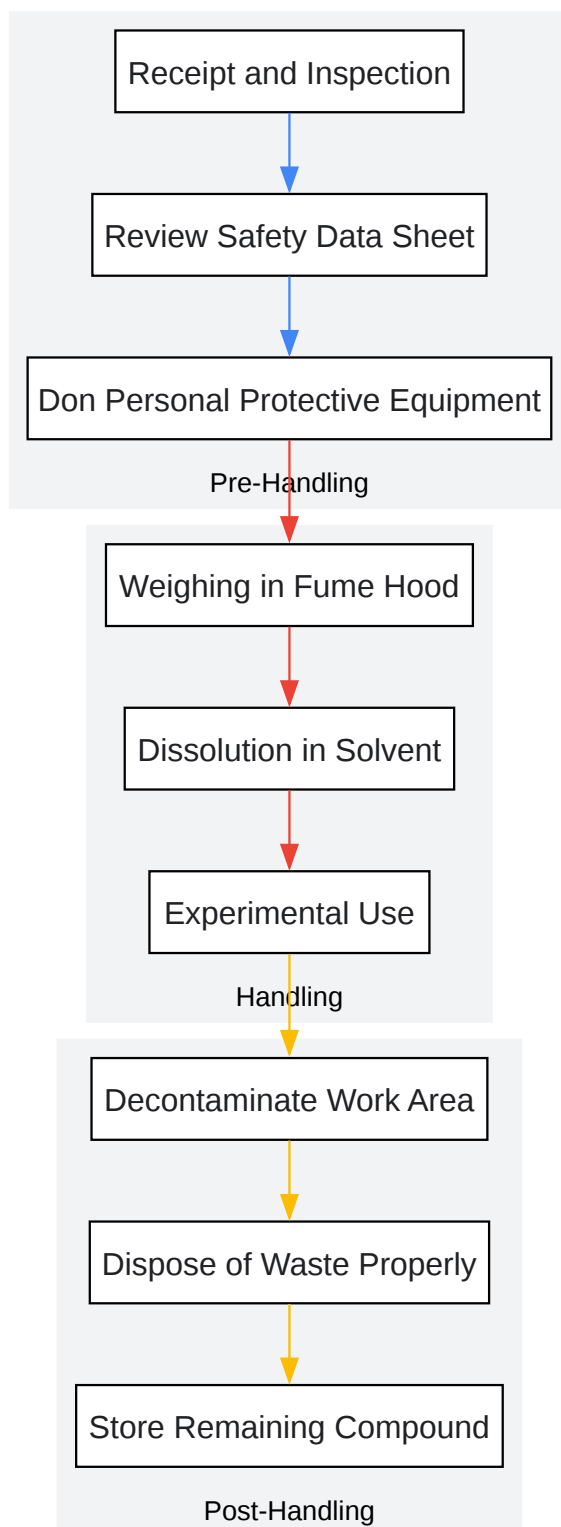 Receipt and Inspection
Review Safety Data Sheet
Don Personal Protective Equipment
Pre-Handling
Weighing in Fume Hood
Dissolution in Solvent
Experimental Use
Handling
Decontaminate Work Area
Dispose of Waste Properly
Store Remaining Compound
Post-Handling